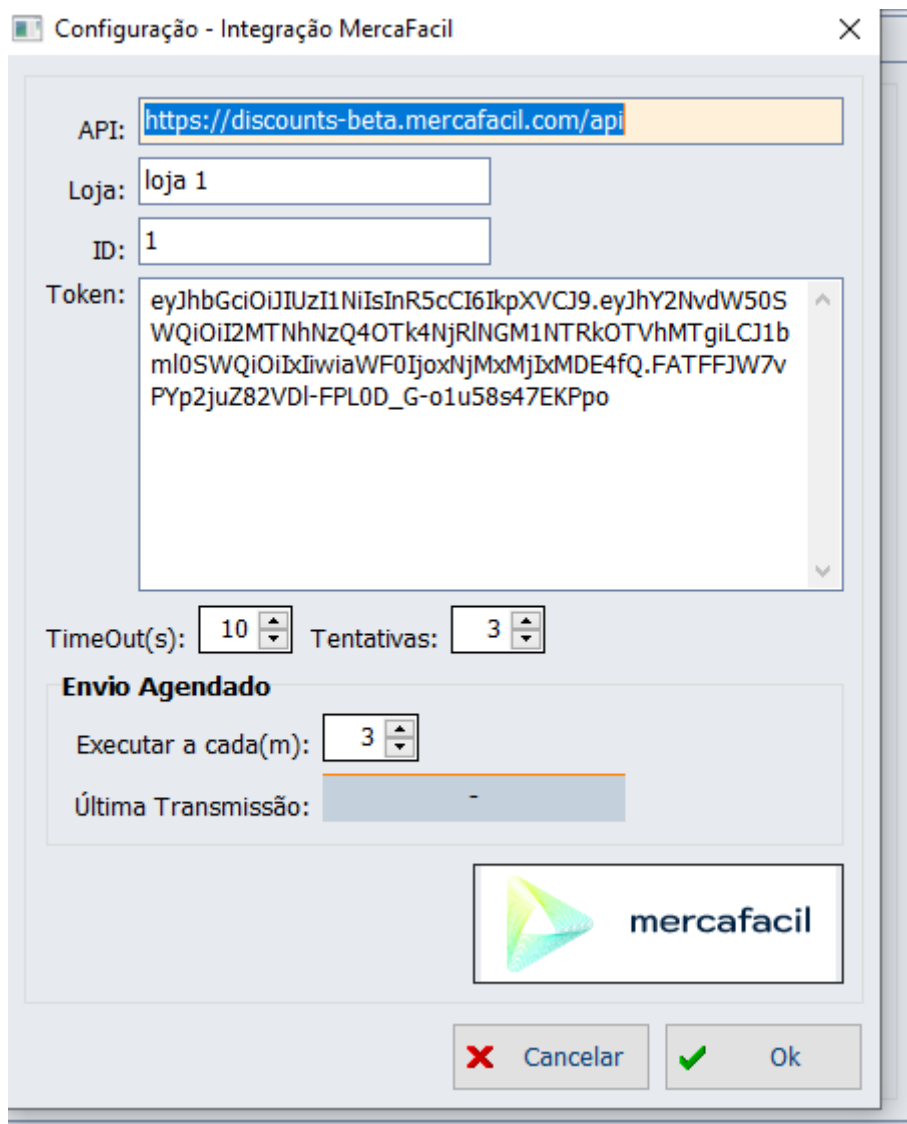 Configuração - Integração MercaFacil
API: https://discounts-beta.mercafacil.com/api
Loja: loja 1
ID: 1
Token: eyJhbGciOiJIUzI1NiIsInR5cCI6IkpXVCJ9.eyJhY2NvdW50S
WQiOiI2MTNhNzQ4OTk4NjRlNGM1NTRkOTVhMTgiLCJ1b
ml0SWQiOiIxIiwiaWF0IjoxNjMxMjIxMDE4fQ.FATFFJW7v
PYp2juZ82VDl-FPL0D_G-o1u58s47EKPpo
TimeOut(s): 10 Tentativas: 3
Envio Agendado
Executar a cada(m): 3
Última Transmissão: -
mercafacil
Cancelar Ok